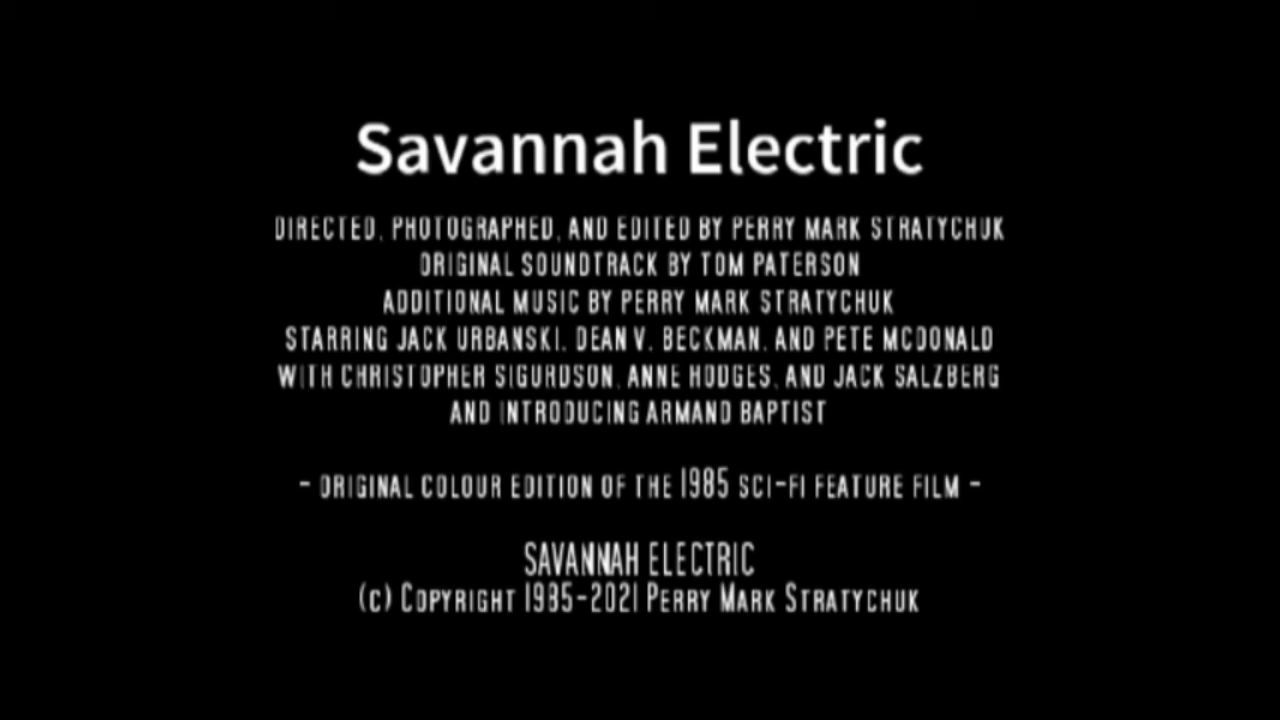 Savannah Electric
DIRECTED, PHOTOGRAPHED, AND EDITED BY PERRY MARK STRATYCHUK
ORIGINAL SOUNDTRACK BY TOM PATERSON
ADDITIONAL MUSIC BY PERRY MARK STRATYCHUK
STARRING JACK URBANSKI, DEAN V. BECKMAN, AND PETE MCDONALD
WITH CHRISTOPHER SIGURDSON, ANNE HODGES, AND JACK SALZBERG
AND INTRODUCING ARMAND BAPTIST
- ORIGINAL COLOUR EDITION OF THE 1985 SCI-FI FEATURE FILM -
SAVANNAH ELECTRIC
(c) Copyright 1985-2021 Perry Mark Stratychuk